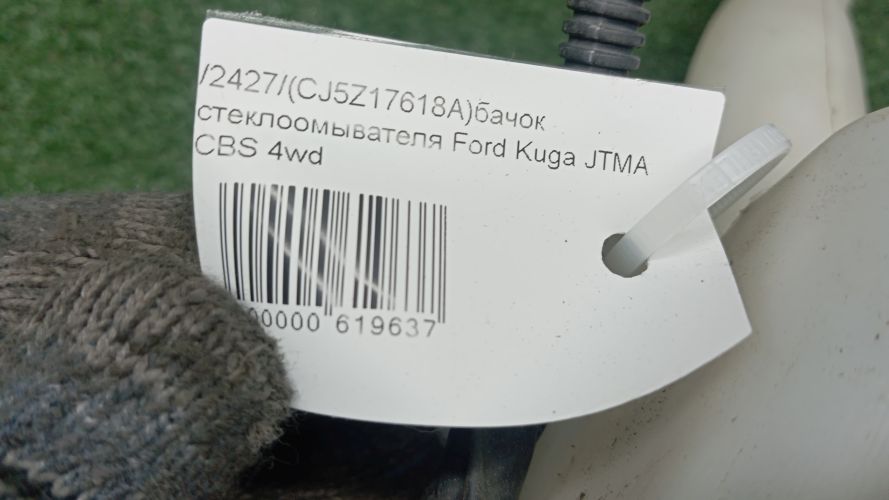 /2427/(CJ5Z17618A)бачок
стеклоомывателя Ford Kuga JTMA
CBS 4wd
00000 619637